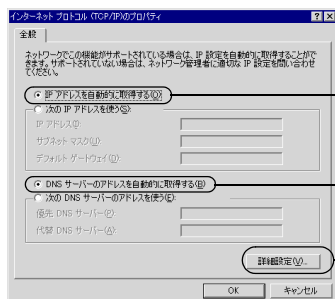 インターネット プロトコル (TCP/IP)のプロパティ
全般
ネットワークでこの機能がサポートされている場合は、IP 設定を自動的に取得することがで
きます。サポートされていない場合は、ネットワーク管理者に適切な IP 設定を問い合わせ
てください。
IP アドレスを自動的に取得する(O)
次の IP アドレスを使う(S):
IP アドレス(I):
サブネット マスク(U):
デフォルト ゲートウェイ(D):
DNS サーバーのアドレスを自動的に取得する(B)
次の DNS サーバーのアドレスを使う(E):
優先 DNS サーバー(P):
代替 DNS サーバー(A):
詳細設定(V)...
OK
キャンセル